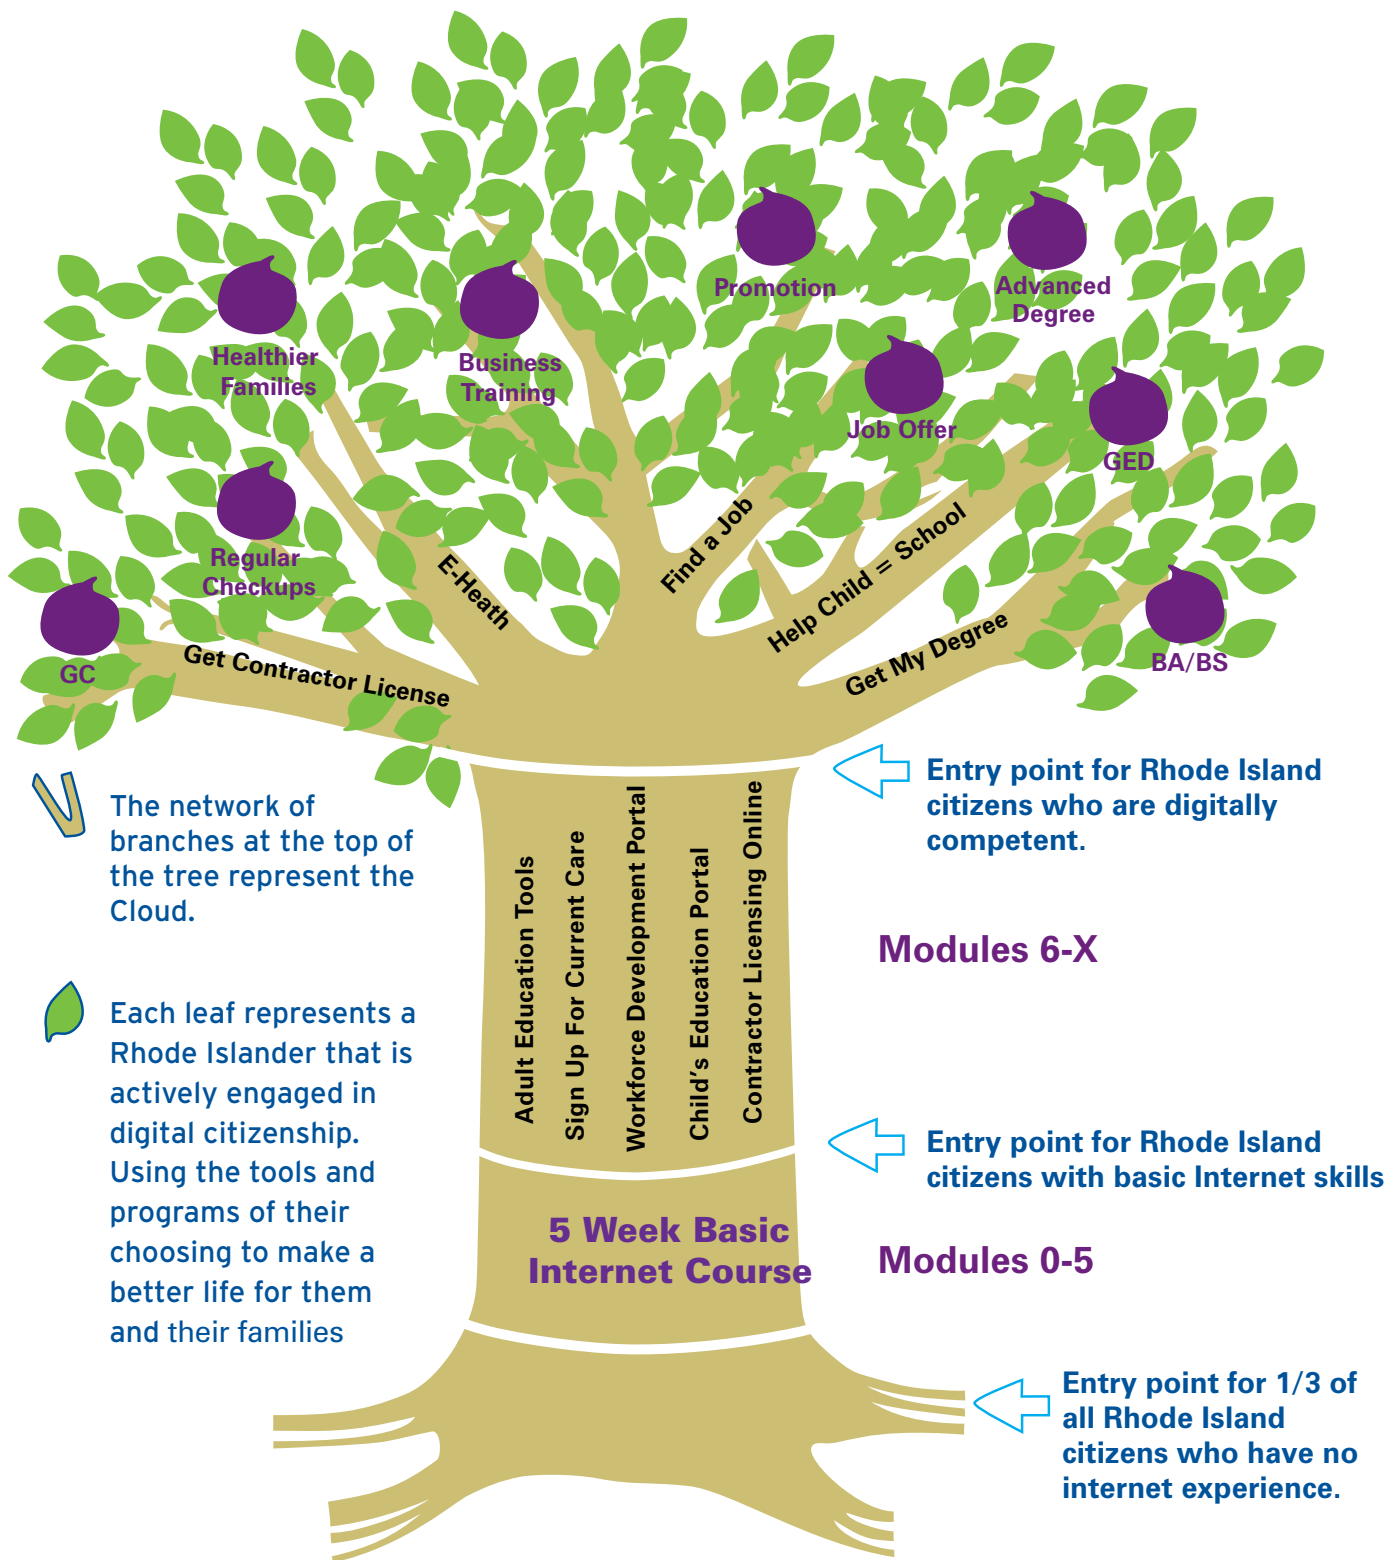 Promotion
Advanced
Degree
Healthier
Families
Business
Training
Job Offer
GED
Regular
Checkups
GC
BA/BS
Get Contractor License
E-Heath
Find a Job
Help Child = School
Get My Degree
The network of
branches at the top of
the tree represent the
Cloud.
Each leaf represents a
Rhode Islander that is
actively engaged in
digital citizenship.
Using the tools and
programs of their
choosing to make a
better life for them
and their families
Adult Education Tools
Sign Up For Current Care
Workforce Development Portal
Child's Education Portal
Contractor Licensing Online
5 Week Basic
Internet Course
Entry point for Rhode Island
citizens who are digitally
competent.
Modules 6-X
Entry point for Rhode Island
citizens with basic Internet skills
Modules 0-5
Entry point for 1/3 of
all Rhode Island
citizens who have no
internet experience.